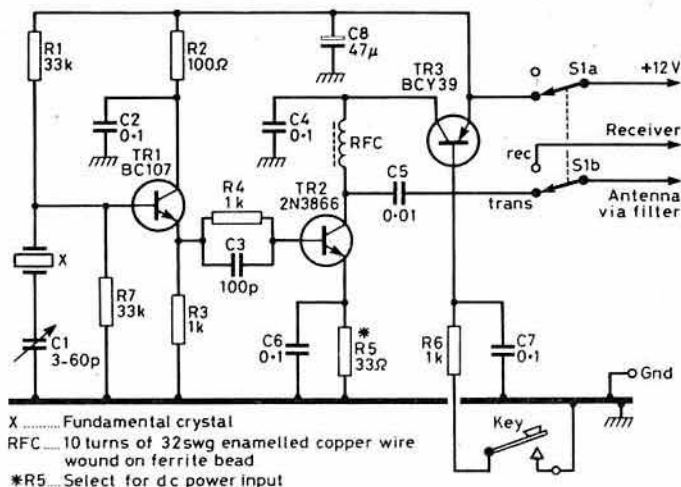 R1
33k
R2
100Ω
C8
47µ
TR3
BCY39
S1a
+12V
C2
0·1
C4
0·1
RFC
Receiver
TR1
BC107
R4
1k
TR2
2N3866
C5
0·01
rec
S1b
trans
Antenna
via filter
C3
100p
X
R7
33k
R3
1k
C1
3-60p
C6
0·1
*
R5
33Ω
R6
1k
C7
0·1
Gnd
Key
X ........ Fundamental crystal
RFC.... 10 turns of 32swg enamelled copper wire
wound on ferrite bead
*R5.... Select for dc power input